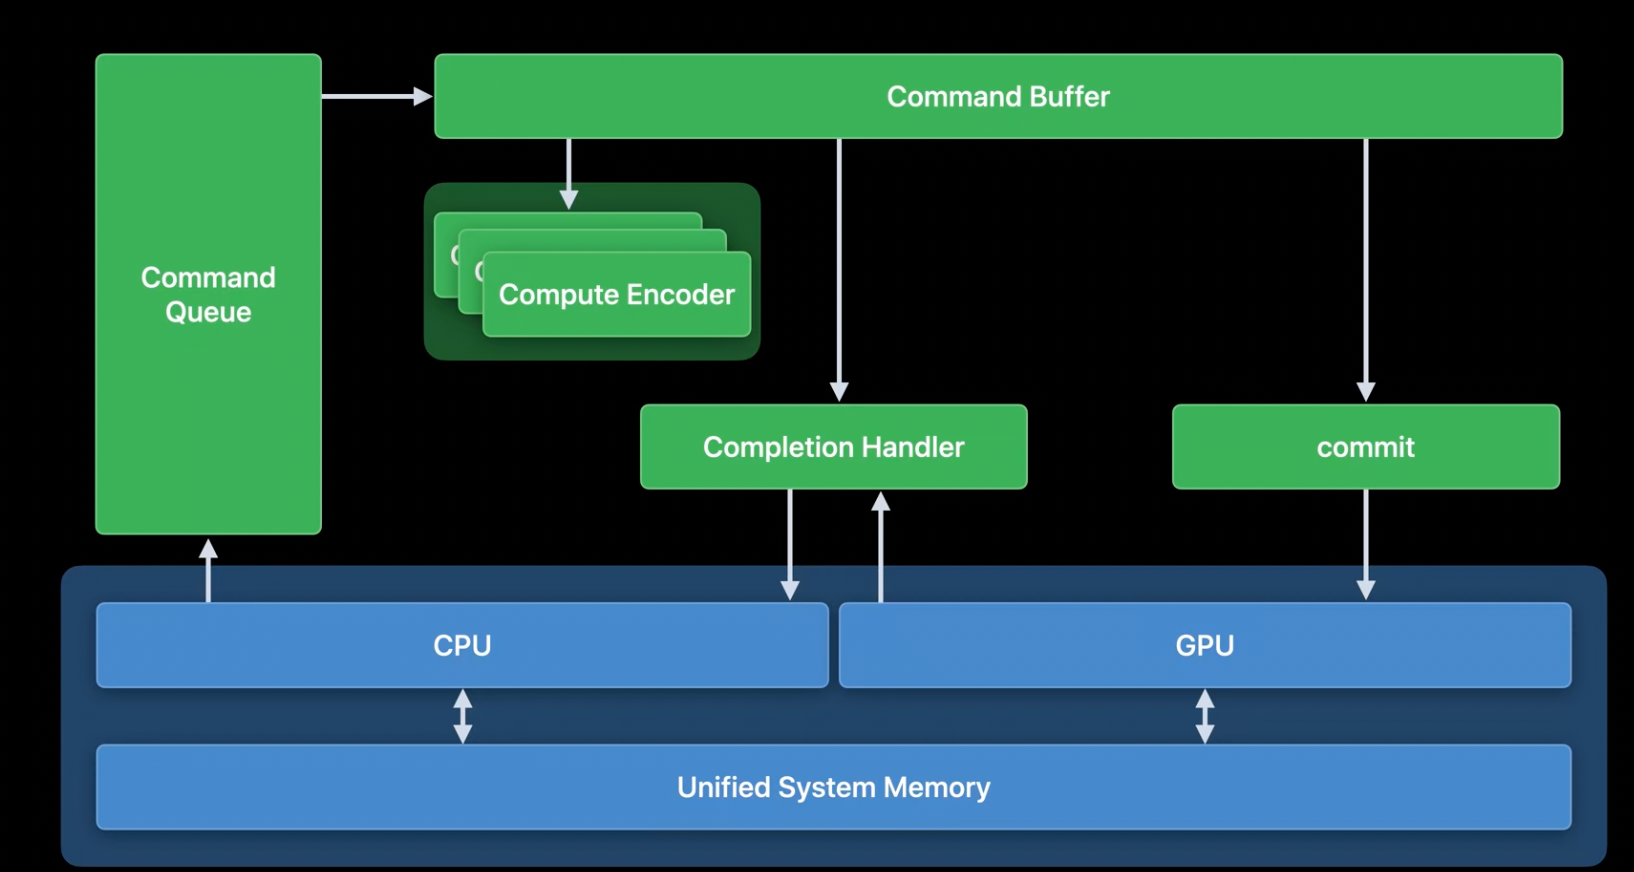 Command Buffer
Command
Queue
C
C
Compute Encoder
Completion Handler
commit
CPU
GPU
Unified System Memory